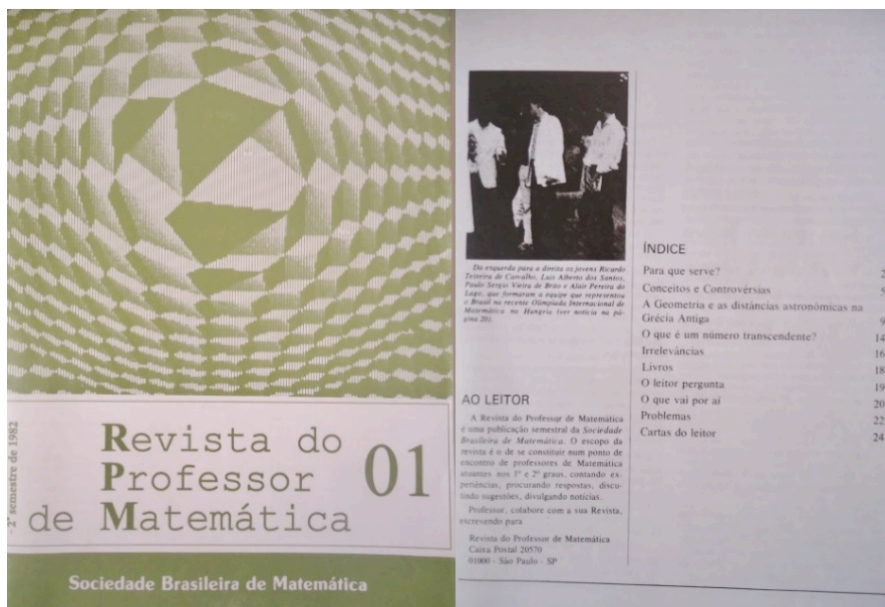 - 2º semestre de 1982
Revista do
Professor
de Matemática
01
Sociedade Brasileira de Matemática
Da esquerda para a direita os jovens Ricardo
Teixeira de Carvalho, Luis Alberto dos Santos,
Paulo Sergio Vieira de Brito e Alair Pereira do
Lago, que formaram a equipe que representou
o Brasil na recente Olimpíada Internacional de
Matemática na Hungria (ver notícia na pá-
gina 20).
AO LEITOR
A Revista do Professor de Matemática
é uma publicação semestral da Sociedade
Brasileira de Matemática. O escopo da
revista é o de se constituir num ponto de
encontro de professores de Matemática
atuantes nos 1º e 2º graus, contando ex-
periências, procurando respostas, discu-
tindo sugestões, divulgando notícias.
Professor, colabore com a sua Revista,
escrevendo para
Revista do Professor de Matemática
Caixa Postal 20570
01000 - São Paulo - SP
ÍNDICE
Para que serve? 2
Conceitos e Controvérsias
A Geometria e as distâncias astronômicas na
Grécia Antiga 9
O que é um número transcendente? 14
Irrelevâncias 16
Livros 18
O leitor pergunta 19
O que vai por aí 20
Problemas 22
Cartas do leitor 24